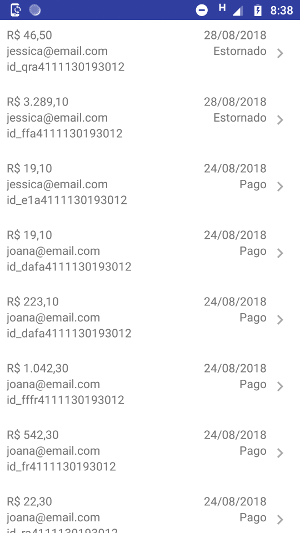 H 8:38
R$ 46,50 28/08/2018
jessica@email.com Estornado
id_qra4111130193012
R$ 3.289,10 28/08/2018
jessica@email.com Estornado
id_ffa4111130193012
R$ 19,10 24/08/2018
jessica@email.com Pago
id_e1a4111130193012
R$ 19,10 24/08/2018
joana@email.com Pago
id_dafa4111130193012
R$ 223,10 24/08/2018
joana@email.com Pago
id_dafa4111130193012
R$ 1.042,30 24/08/2018
joana@email.com Pago
id_fffr4111130193012
R$ 542,30 24/08/2018
joana@email.com Pago
id_fr4111130193012
R$ 22,30 24/08/2018
joana@email.com Pago